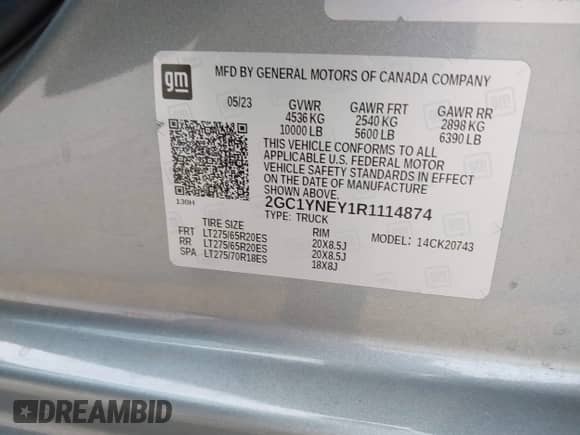 gm
MFD BY GENERAL MOTORS OF CANADA COMPANY
05/23 GVWR GAWR FRT GAWR RR
4536 KG 2540 KG 2898 KG
10000 LB 5600 LB 6390 LB
THIS VEHICLE CONFORMS TO ALL
APPLICABLE U.S. FEDERAL MOTOR
VEHICLE SAFETY STANDARDS IN EFFECT
ON THE DATE OF MANUFACTURE
SHOWN ABOVE.
130H 2GC1YNEY1R1114874
TYPE: TRUCK
TIRE SIZE RIM MODEL: 14CK20743
FRT LT275/65R20ES 20X8.5J
RR LT275/65R20ES 20X8.5J
SPA LT275/70R18ES 18X8J
DREAMBID